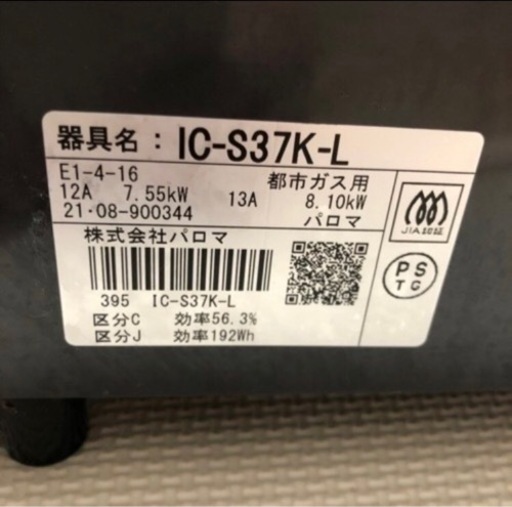 器具名：IC-S37K-L
E1-4-16 都市ガス用
12A 7.55kW 13A 8.10kW
21・08-900344 パロマ
株式会社パロマ
395 IC-S37K-L
区分C 効率56.3%
区分J 効率192Wh
JIA認証
PS
TG